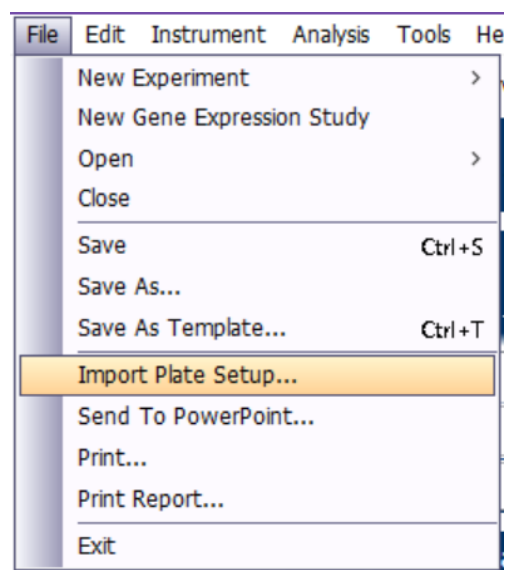 File Edit Instrument Analysis Tools He
New Experiment >
New Gene Expression Study
Open >
Close
Save Ctrl+S
Save As...
Save As Template... Ctrl+T
Import Plate Setup...
Send To PowerPoint...
Print...
Print Report...
Exit